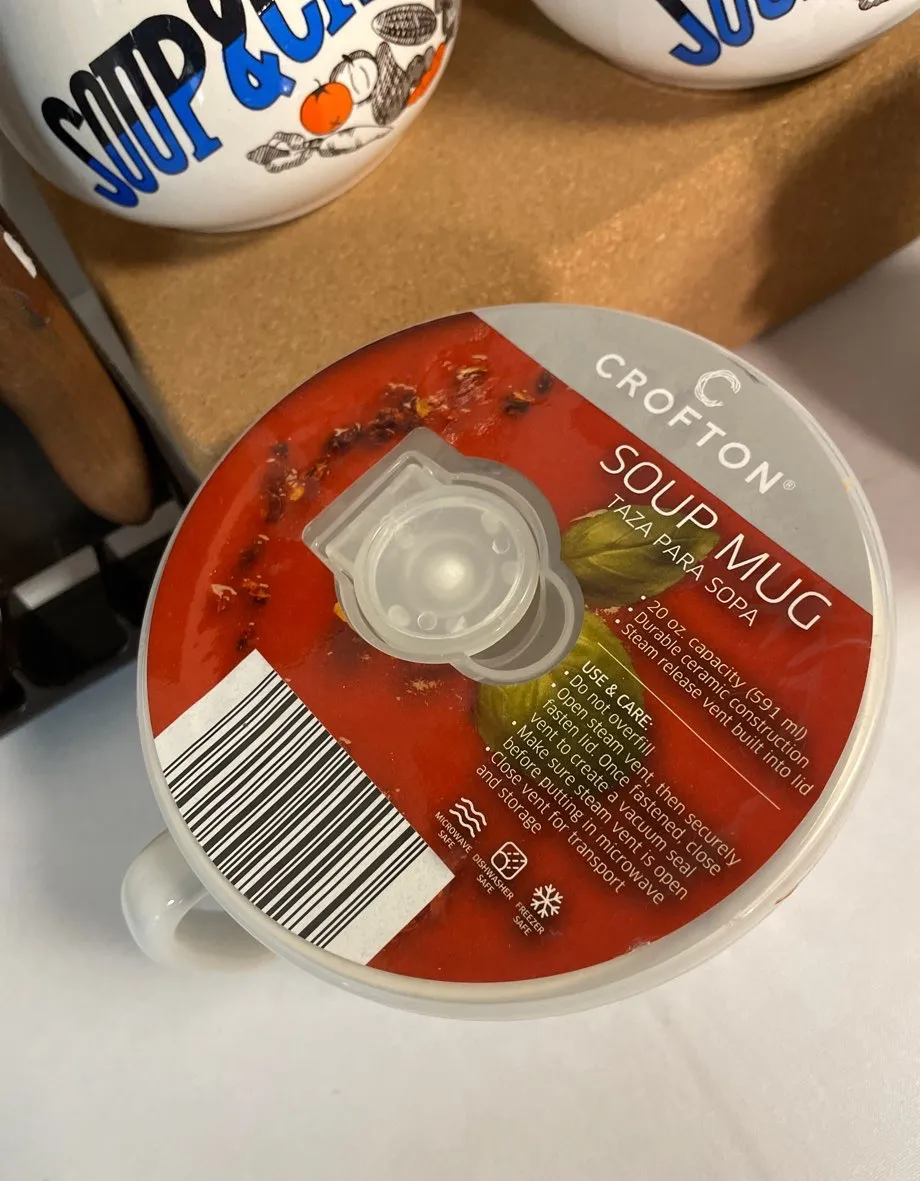 SOUP
&
SOUP
CROFTON®
SOUP MUG
TAZA PARA SOPA
• 20 oz. capacity (591 ml)
• Durable ceramic construction
• Steam release vent built into lid
USE & CARE:
• Do not overfill
• Open steam vent, then securely
fasten lid. Once fastened, close
vent to create a vacuum seal
• Make sure steam vent is open
before putting in microwave
• Close vent for transport
and storage
MICROWAVE
SAFE
DISHWASHER
SAFE
FREEZER
SAFE